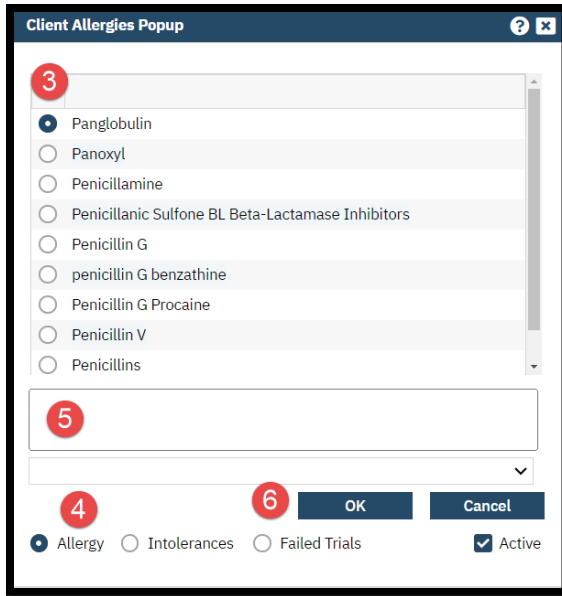 Client Allergies Popup ?
3
Panglobulin
Panoxyl
Penicillamine
Penicillanic Sulfone BL Beta-Lactamase Inhibitors
Penicillin G
penicillin G benzathine
Penicillin G Procaine
Penicillin V
Penicillins
5
4
6 OK Cancel
Allergy Intolerances Failed Trials Active